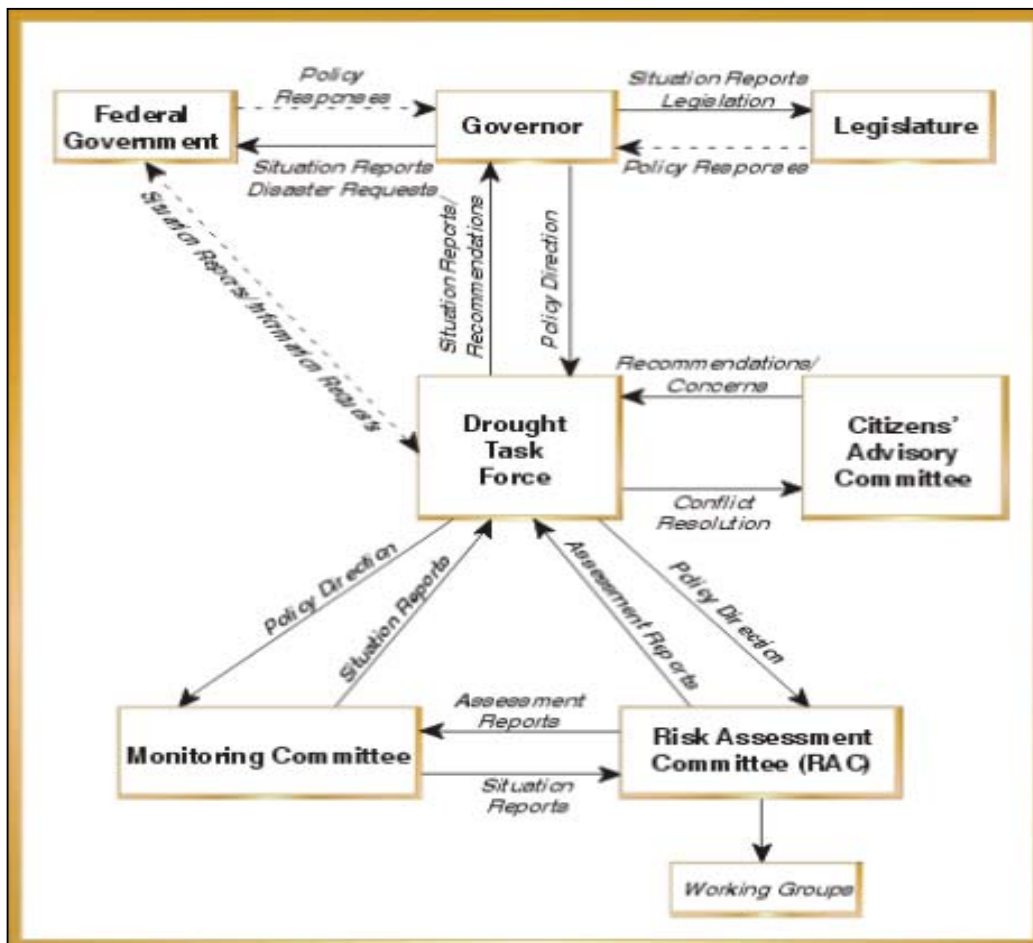 Policy
Responses
Situation Reports
Legislation
Federal
Government
Governor
Legislature
Situation Reports
Disaster Requests
Policy Responses
Situation Reports/Information Requests
Situation Reports/
Recommendations
Policy Direction
Recommendations/
Concerns
Drought
Task
Force
Citizens'
Advisory
Committee
Conflict
Resolution
Policy Direction
Situation Reports
Assessment Reports
Policy Direction
Assessment
Reports
Monitoring Committee
Risk Assessment
Committee (RAC)
Situation
Reports
Working Groups